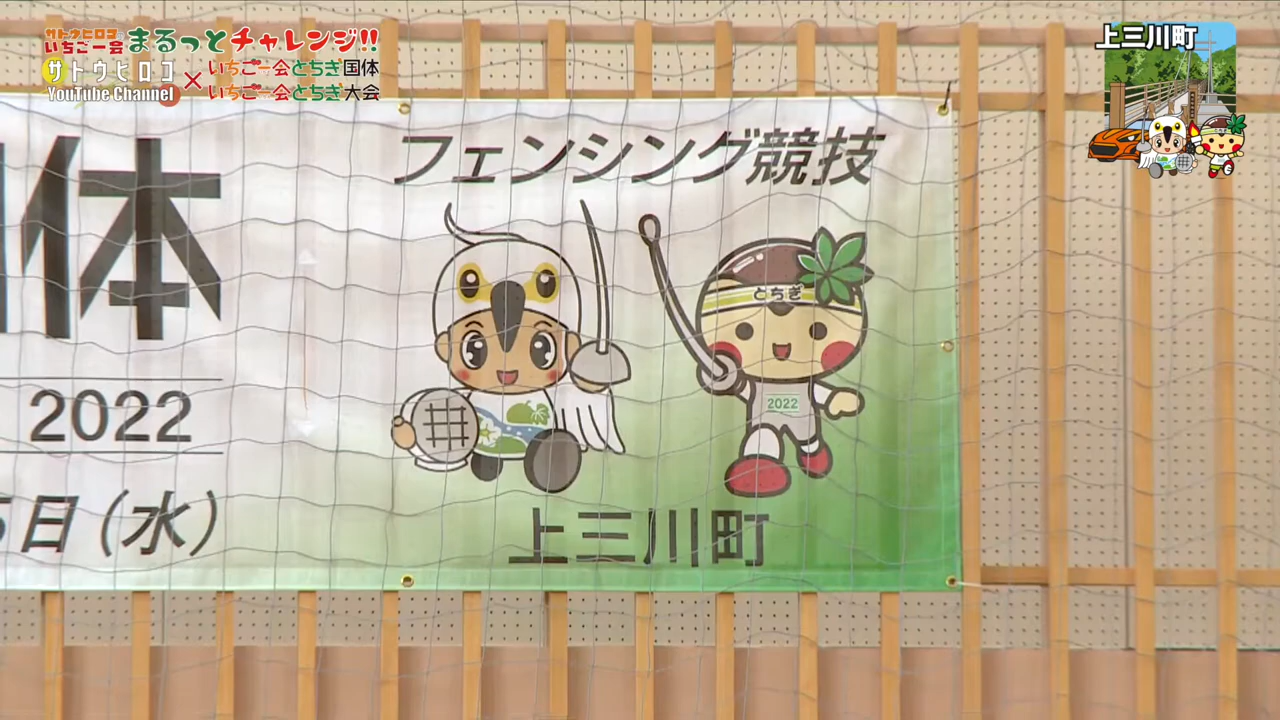 サトウヒロコの
いちご一会 まるっとチャレンジ!!
サトウヒロコ × いちご一会とちぎ国体
YouTube Channel いちご一会とちぎ大会
上三川町
フェンシング競技
体
とちぎ
2022
2022
日(水)
上三川町